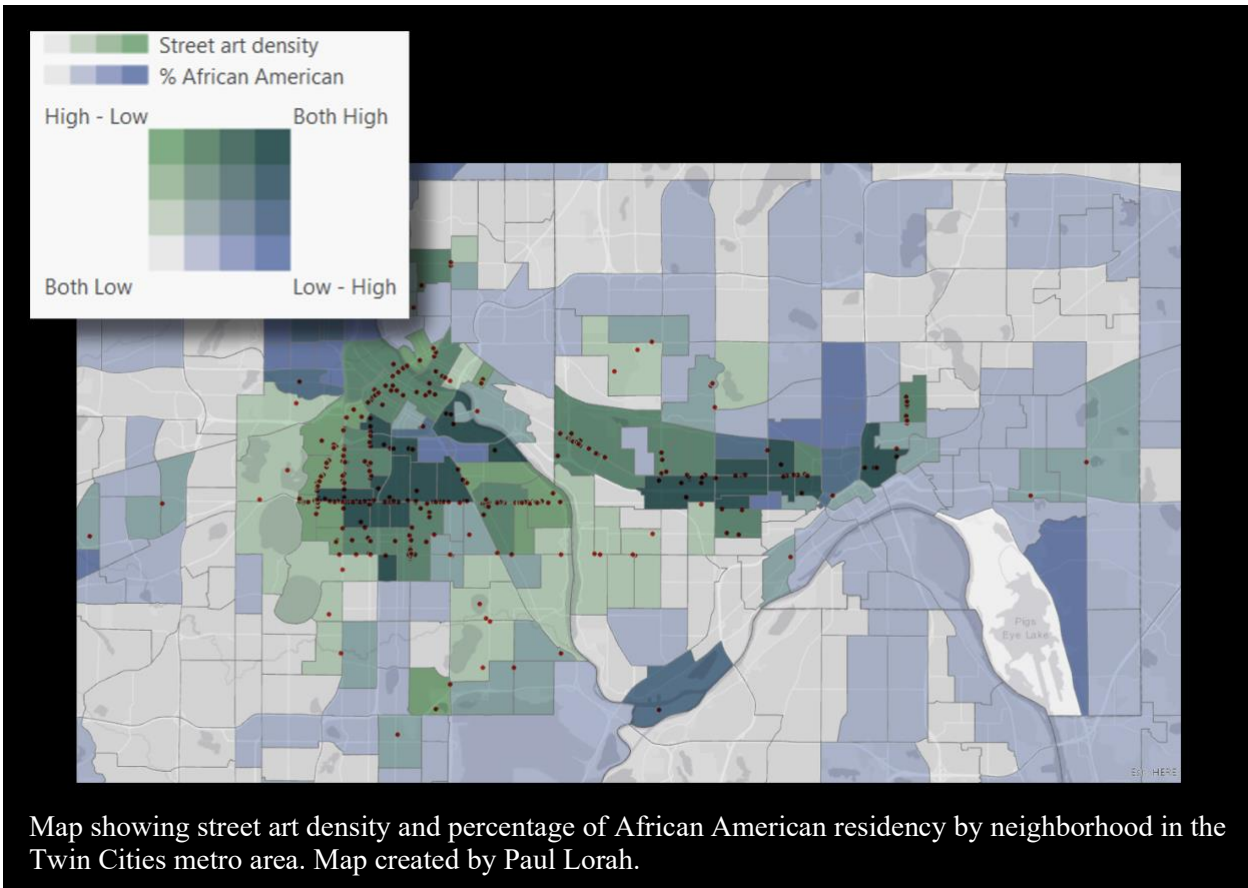 Street art density
% African American
High - Low
Both High
Both Low
Low - High
Pigs
Eye Lake
Map showing street art density and percentage of African American residency by neighborhood in the
Twin Cities metro area. Map created by Paul Lorah.